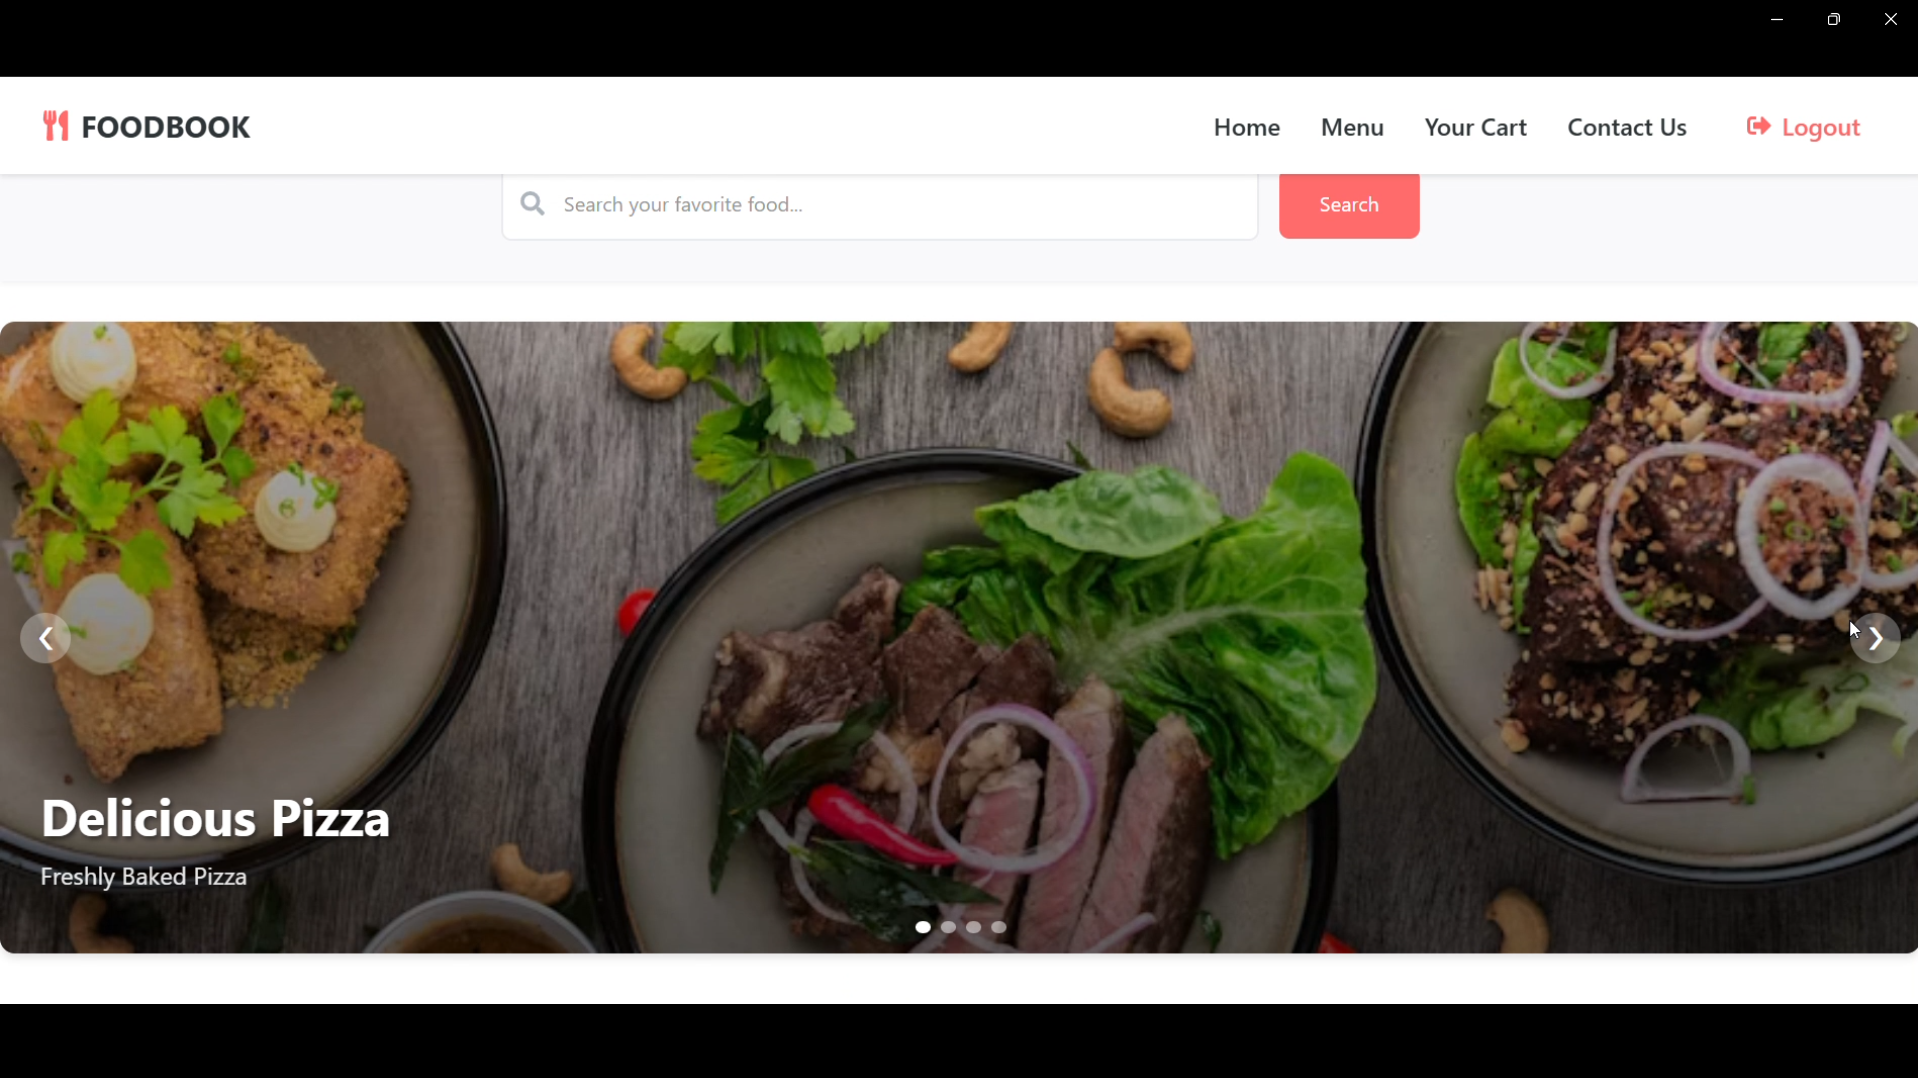 FOODBOOK
Home Menu Your Cart Contact Us Logout
Search your favorite food... Search
Delicious Pizza
Freshly Baked Pizza